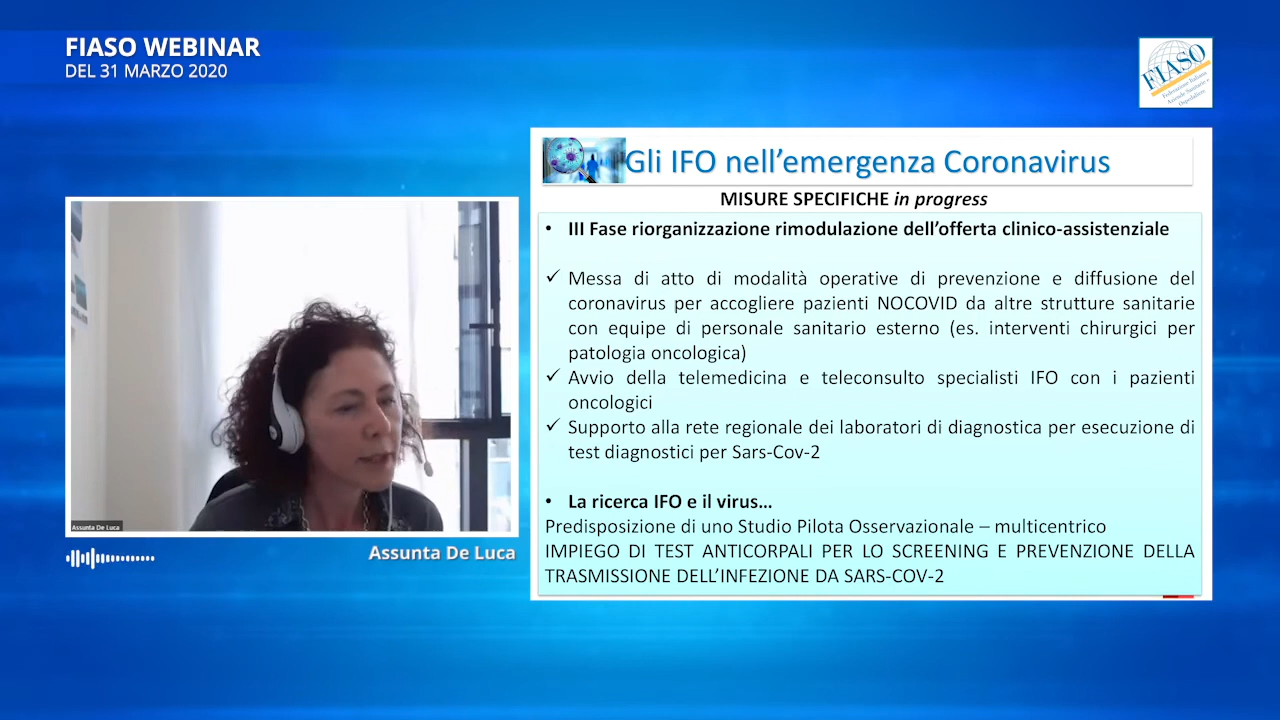 FIASO WEBINAR
DEL 31 MARZO 2020
FIASO
Federazione Italiana
Aziende Sanitarie e
Ospedaliere
Gli IFO nell’emergenza Coronavirus
MISURE SPECIFICHE in progress
• III Fase riorganizzazione rimodulazione dell’offerta clinico-assistenziale
✓ Messa di atto di modalità operative di prevenzione e diffusione del
coronavirus per accogliere pazienti NOCOVID da altre strutture sanitarie
con equipe di personale sanitario esterno (es. interventi chirurgici per
patologia oncologica)
✓ Avvio della telemedicina e teleconsulto specialisti IFO con i pazienti
oncologici
✓ Supporto alla rete regionale dei laboratori di diagnostica per esecuzione di
test diagnostici per Sars-Cov-2
• La ricerca IFO e il virus…
Predisposizione di uno Studio Pilota Osservazionale – multicentrico
IMPIEGO DI TEST ANTICORPALI PER LO SCREENING E PREVENZIONE DELLA
TRASMISSIONE DELL’INFEZIONE DA SARS-COV-2
Assunta De Luca
Assunta De Luca